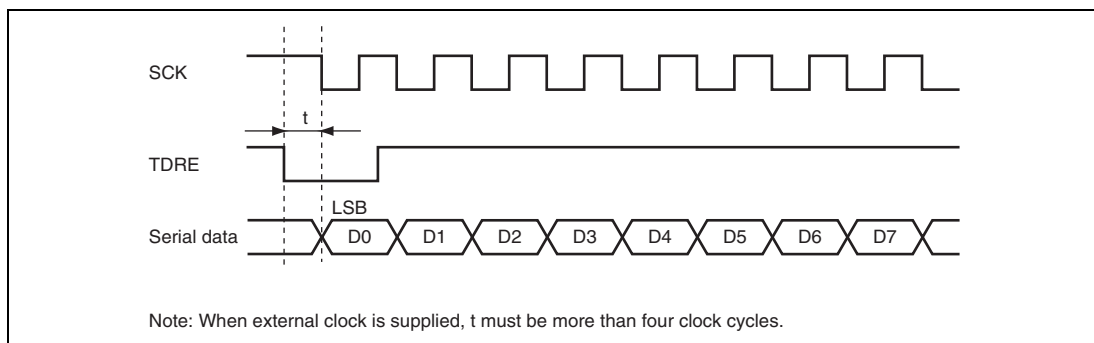 SCK
t
TDRE
LSB
Serial data D0 D1 D2 D3 D4 D5 D6 D7
Note: When external clock is supplied, t must be more than four clock cycles.